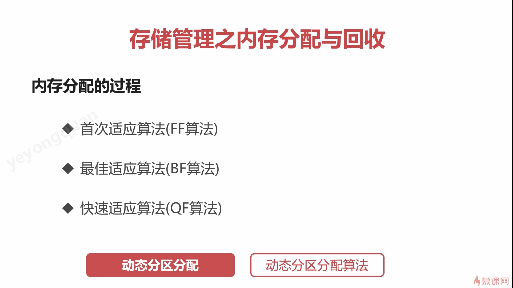 存储管理之内存分配与回收
内存分配的过程
◆ 首次适应算法(FF算法)
◆ 最佳适应算法(BF算法)
◆ 快速适应算法(QF算法)
动态分区分配
动态分区分配算法
慕课网